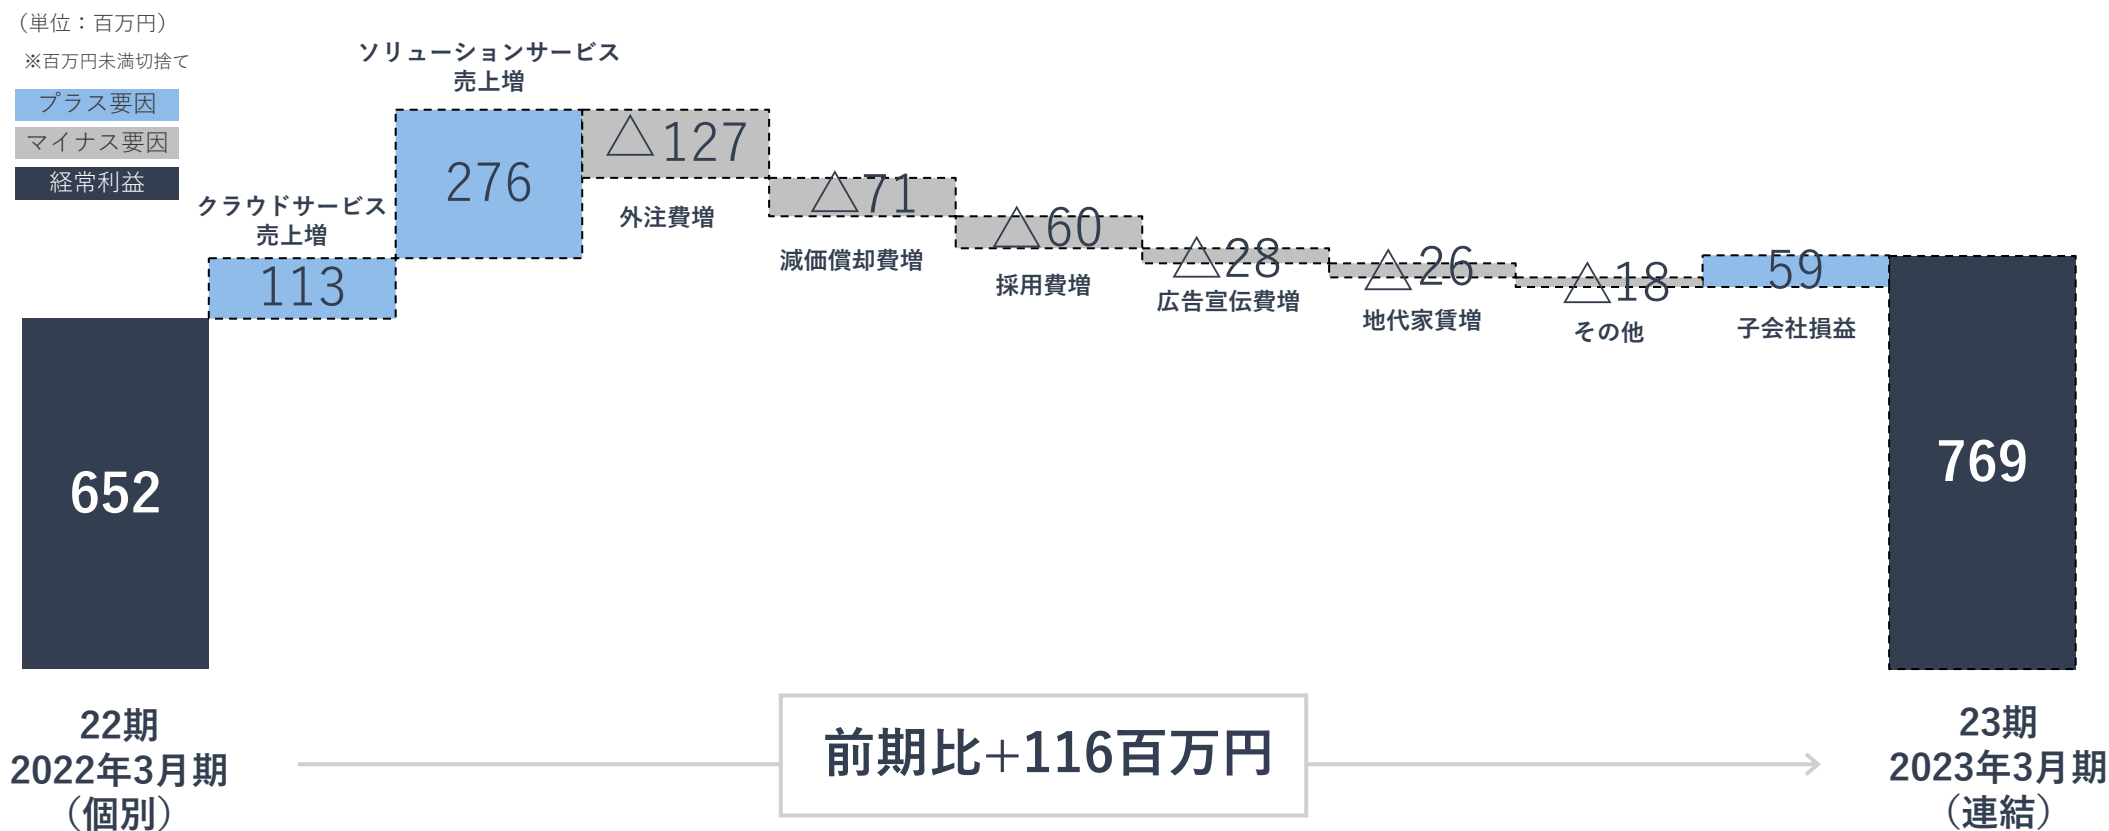 （単位：百万円）
※百万円未満切捨て
プラス要因
マイナス要因
経常利益
クラウドサービス
売上増
ソリューションサービス
売上増
113
276
△127
外注費増
△71
減価償却費増
△60
採用費増
△28
広告宣伝費増
△26
地代家賃増
△18
その他
59
子会社損益
652
769
22期
2022年3月期
（個別）
前期比+116百万円
23期
2023年3月期
（連結）